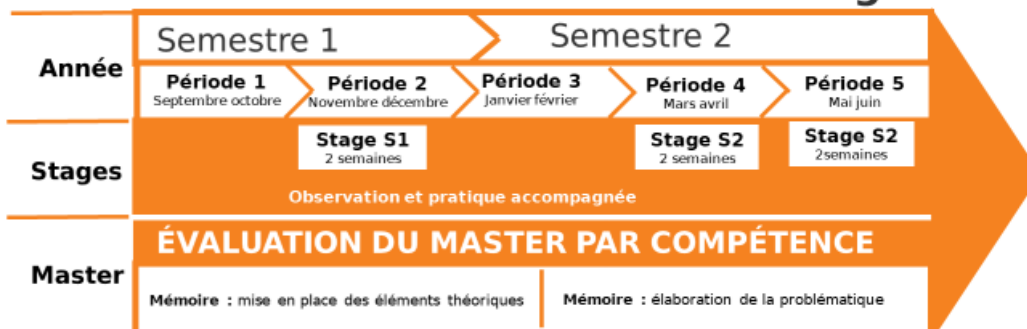 Semestre 1
Semestre 2
Année
Période 1
Septembre octobre
Période 2
Novembre décembre
Période 3
Janvier février
Période 4
Mars avril
Période 5
Mai juin
Stages
Stage S1
2 semaines
Stage S2
2 semaines
Stage S2
2semaines
Observation et pratique accompagnée
Master
ÉVALUATION DU MASTER PAR COMPÉTENCE
Mémoire : mise en place des éléments théoriques
Mémoire : élaboration de la problématique